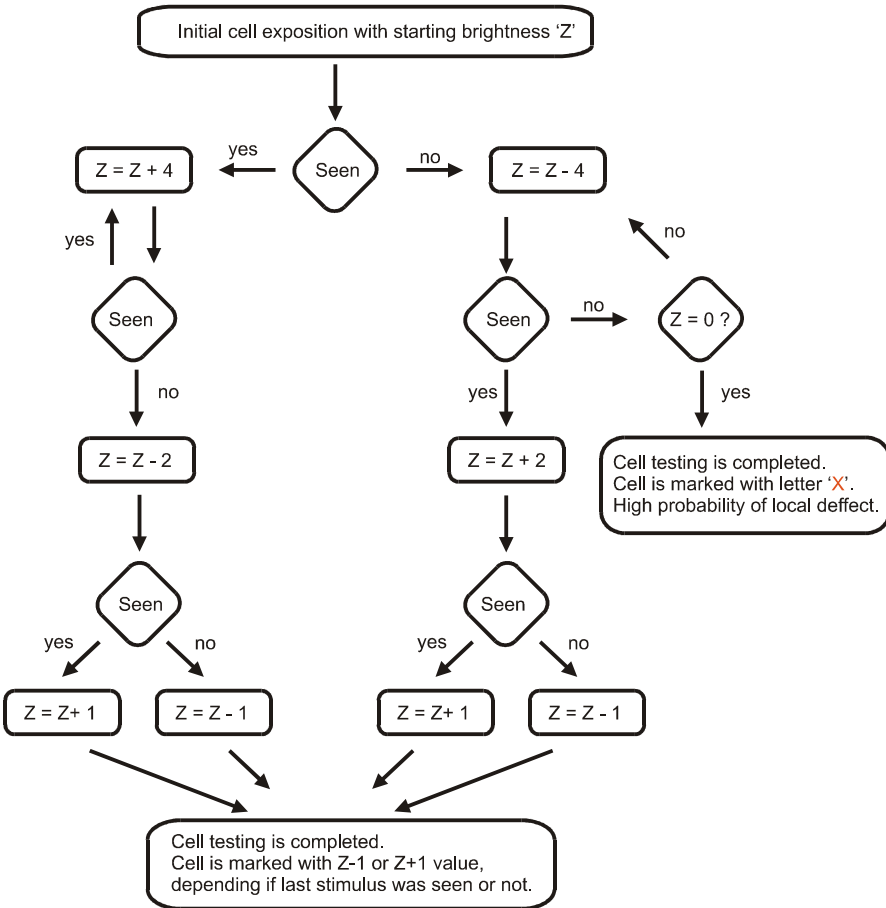 Initial cell exposition with starting brightness ‘Z’
yes
Seen
no
Z = Z + 4
Z = Z - 4
yes
no
Seen
Seen
no
Z = 0 ?
no
yes
yes
Z = Z - 2
Z = Z + 2
Cell testing is completed.
Cell is marked with letter ‘X’.
High probability of local deffect.
Seen
Seen
yes
no
yes
no
Z = Z+ 1
Z = Z - 1
Z = Z+ 1
Z = Z - 1
Cell testing is completed.
Cell is marked with Z-1 or Z+1 value,
depending if last stimulus was seen or not.